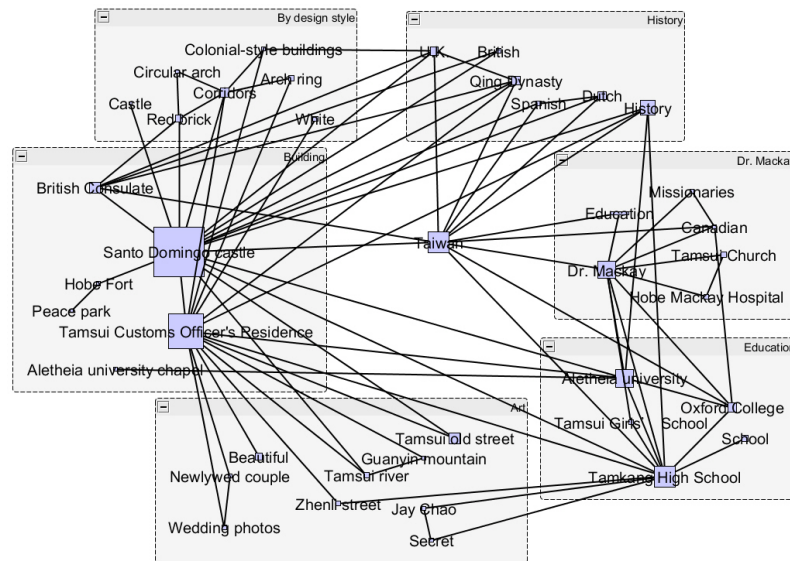 By design style
Colonial-style buildings
Circular arch
Corridors
Arch ring
Castle
Red brick
White
History
British
Qing Dynasty
Spanish
Dutch
History
Building
British Consulate
Santo Domingo castle
Hobe Fort
Peace park
Tamsui Customs Officer's Residence
Aletheia university chapel
Taiwan
Dr. Macka
Missionaries
Education
Canadian
Tamsui Church
Dr. Mackay
Hobe Mackay Hospital
Education
Aletheia university
Oxford College
Tamsui Girls' School
School
Tamkang High School
Art
Tamsui old street
Beautiful
Guanyin mountain
Newlywed couple
Tamsui river
Zhenli street
Jay Chao
Wedding photos
Secret